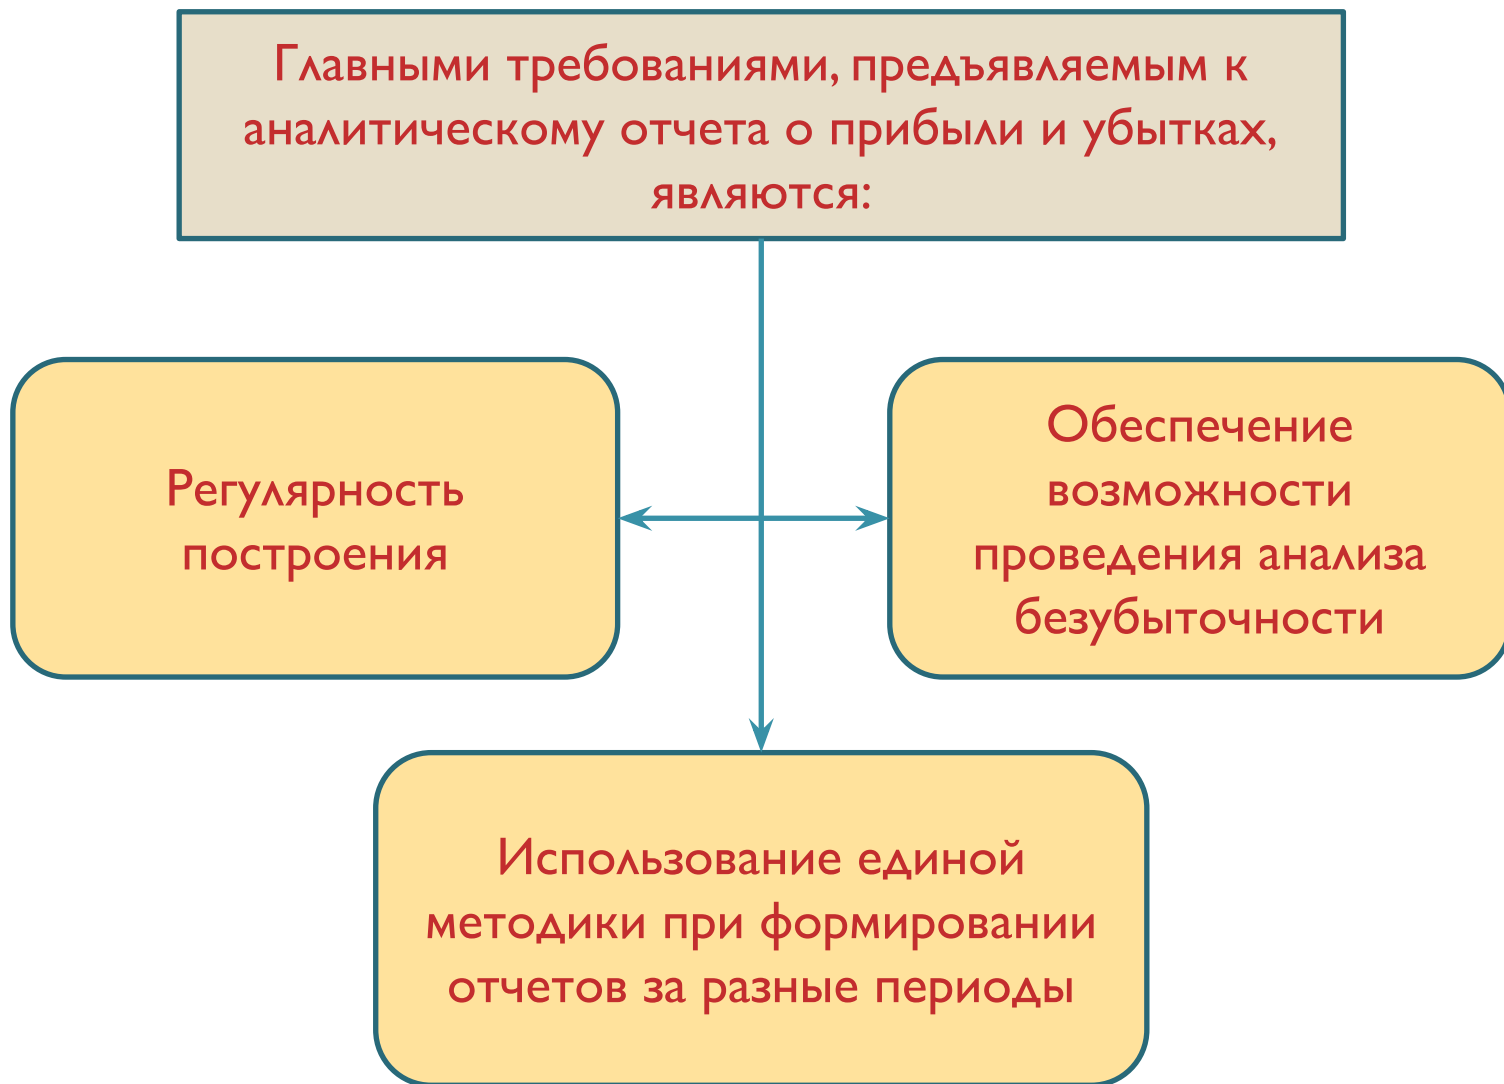 Главными требованиями, предъявляемым к
аналитическому отчета о прибыли и убытках,
являются:
Регулярность
построения
Обеспечение
возможности
проведения анализа
безубыточности
Использование единой
методики при формировании
отчетов за разные периоды